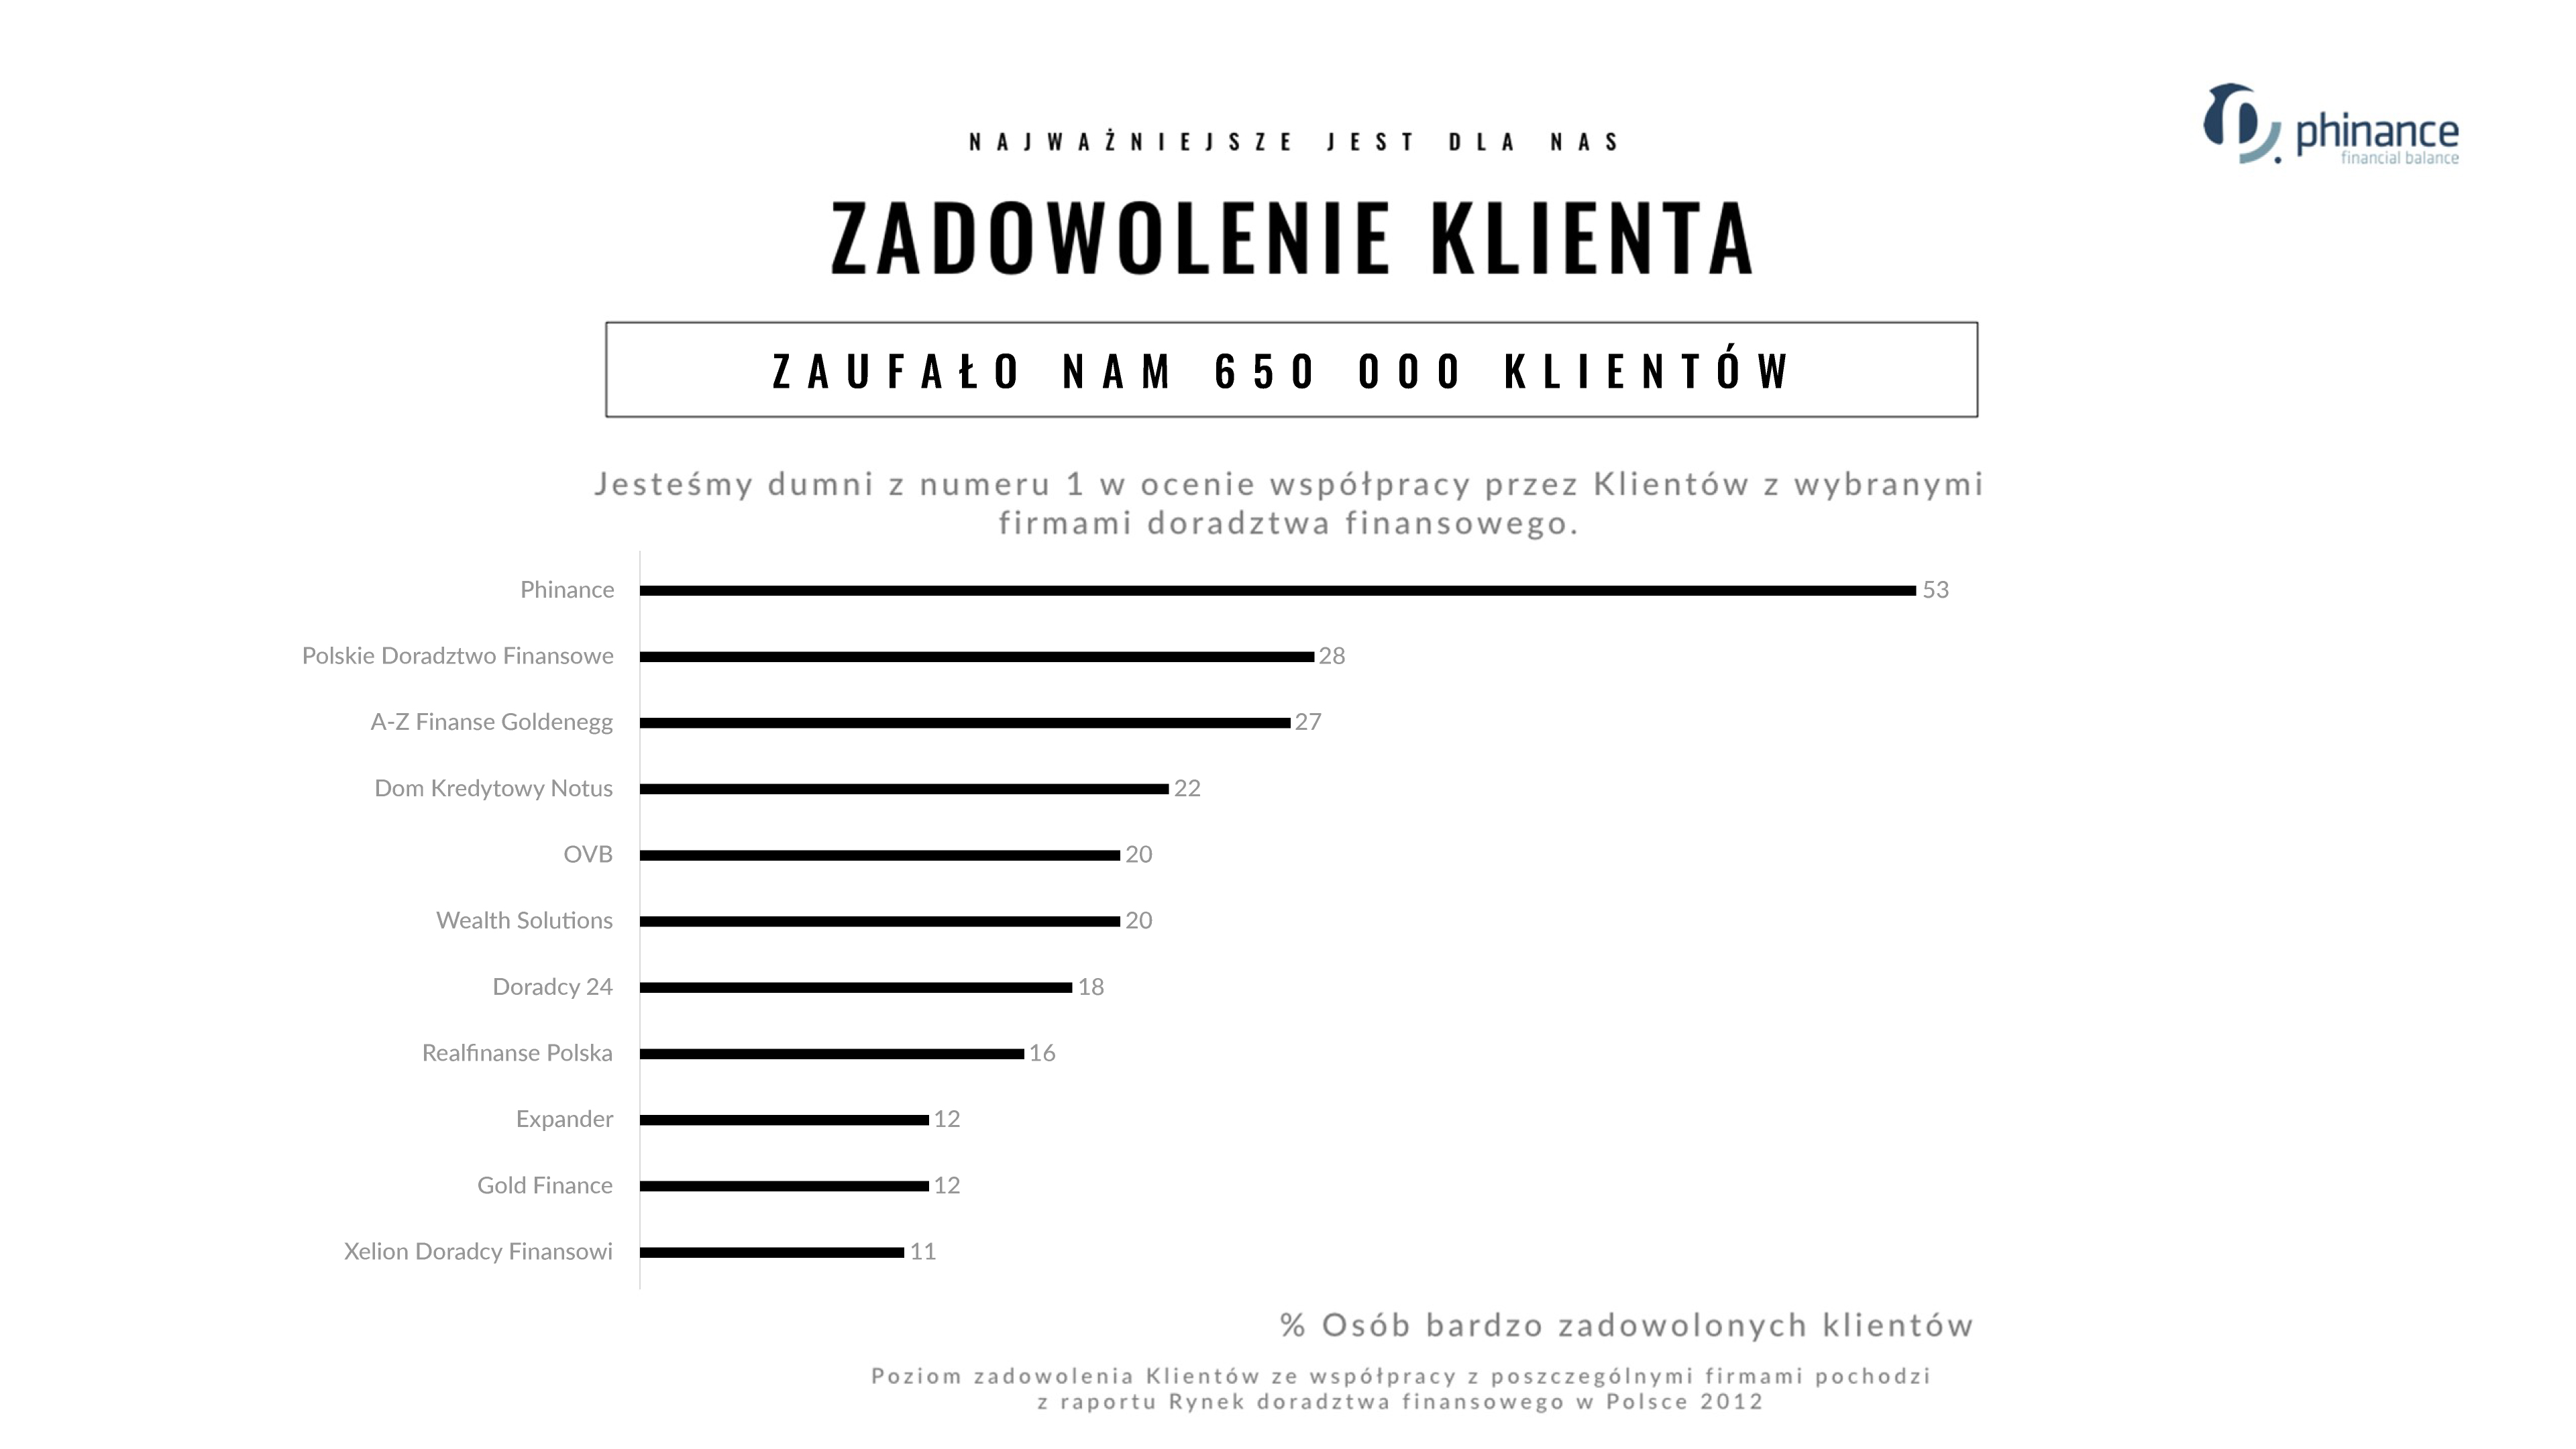 phinance
financial balance
NAJWAŻNIEJSZE JEST DLA NAS
ZADOWOLENIE KLIENTA
ZAUFAŁO NAM 650 000 KLIENTÓW
Jesteśmy dumni z numeru 1 w ocenie współpracy przez Klientów z wybranymi
firmami doradztwa finansowego.
Phinance 53
Polskie Doradztwo Finansowe 28
A-Z Finanse Goldenegg 27
Dom Kredytowy Notus 22
OVB 20
Wealth Solutions 20
Doradcy 24 18
Realfinanse Polska 16
Expander 12
Gold Finance 12
Xelion Doradcy Finansowi 11
% Osób bardzo zadowolonych klientów
Poziom zadowolenia Klientów ze współpracy z poszczególnymi firmami pochodzi
z raportu Rynek doradztwa finansowego w Polsce 2012